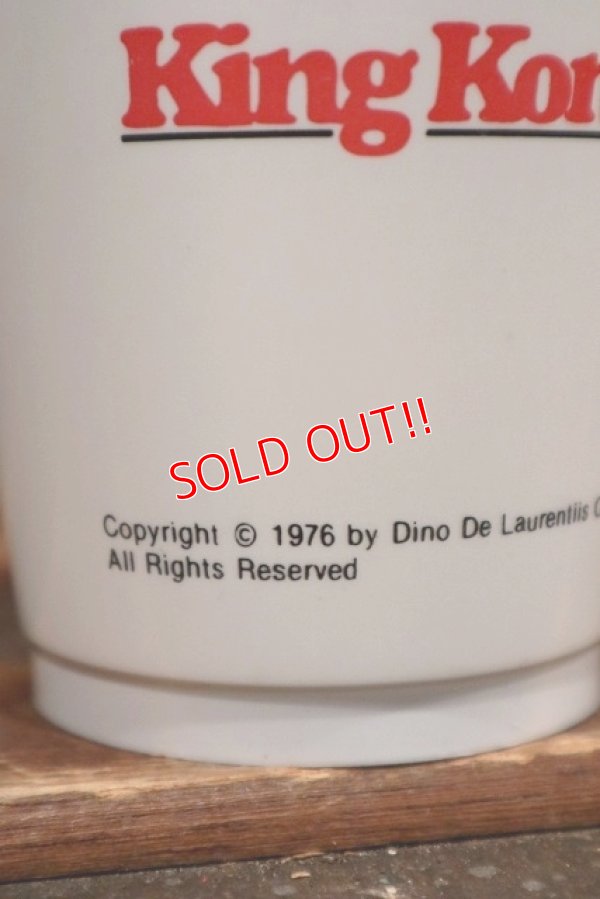 King Kon
SOLD OUT!!
Copyright © 1976 by Dino De Laurentiis C
All Rights Reserved